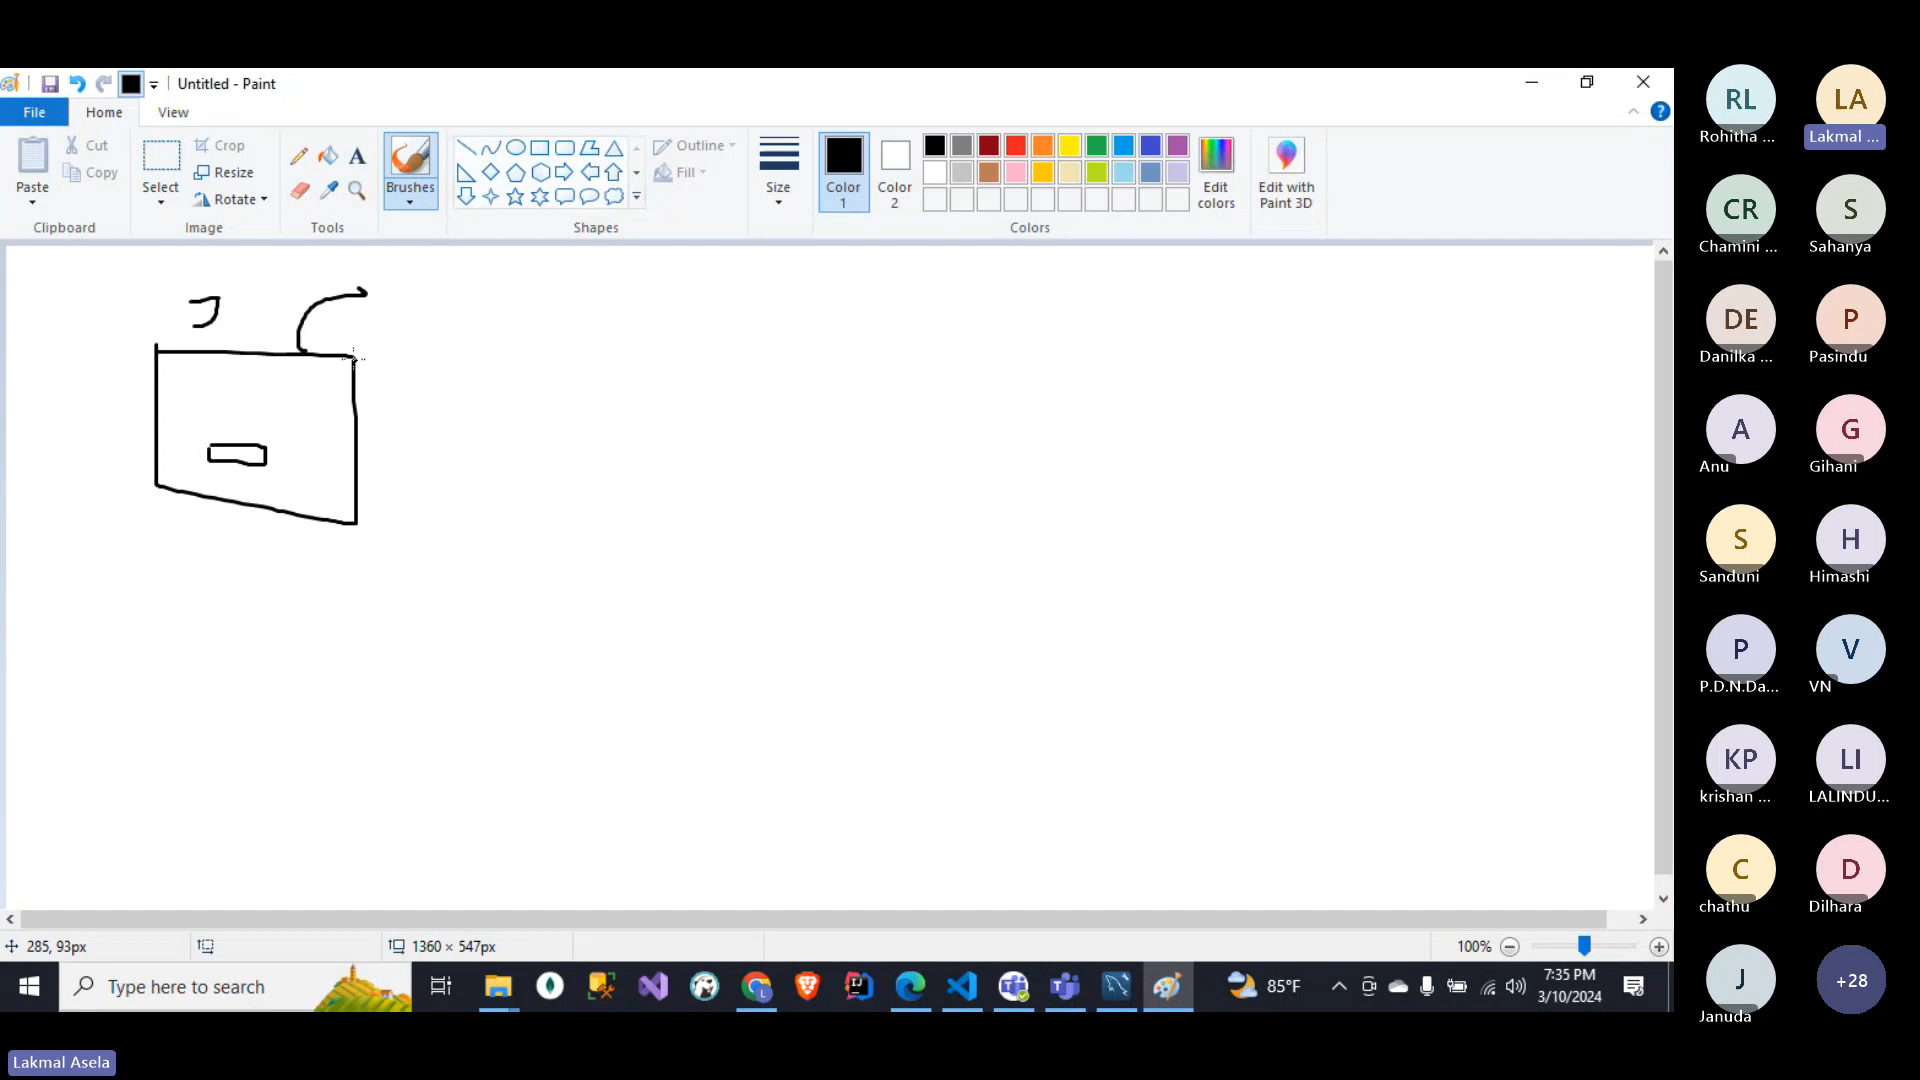 Untitled - Paint
File Home View
Cut
Copy
Paste
Clipboard
Select
Crop
Resize
Rotate
Image
A
Tools
Brushes
Outline
Fill
Shapes
Size
Color 1
Color 2
Edit colors
Colors
Edit with Paint 3D
?
285, 93px
1360 × 547px
100%
Type here to search
85°F
7:35 PM
3/10/2024
RL
Rohitha ...
LA
Lakmal ...
CR
Chamini ...
S
Sahanya
DE
Danilka ...
P
Pasindu
A
Anu
G
Gihani
S
Sanduni
H
Himashi
P
P.D.N.Da...
V
VN
KP
krishan ...
LI
LALINDU...
C
chathu
D
Dilhara
J
Januda
+28
Lakmal Asela